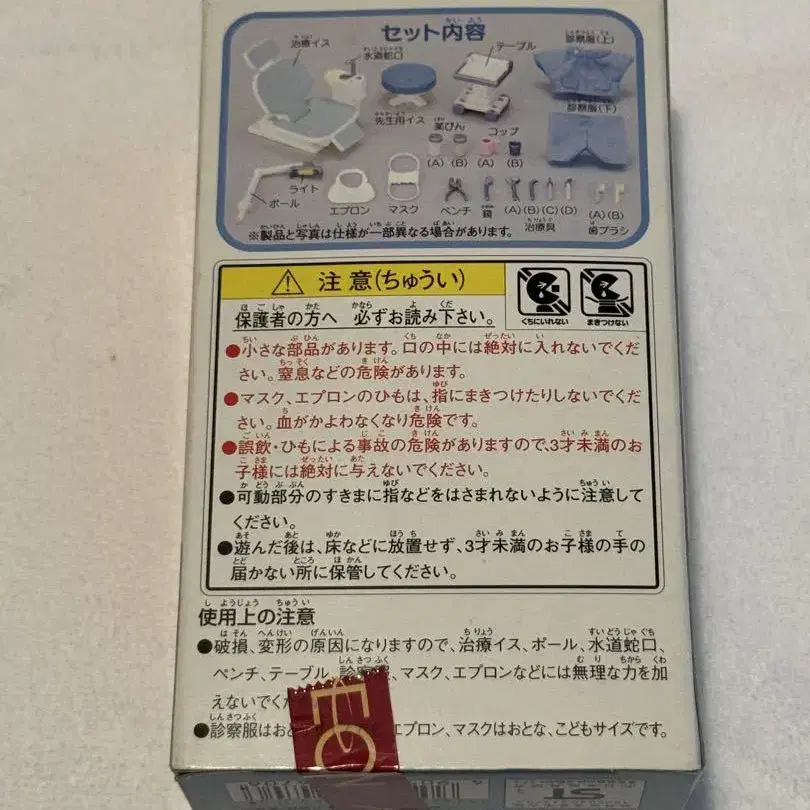 セット内容
治療イス
水道蛇口
テーブル
診察服(上)
先生用イス
薬びん
コップ
診察服(下)
(A) (B) (A) (B)
ライト
ポール
エプロン
マスク
ペンチ
鏡
(A)(B)(C)(D)
治療具
(A)(B)
歯ブラシ
※製品と写真は仕様が一部異なる場合があります。
注意(ちゅうい)
くちにいれない
まきつけない
保護者の方へ 必ずお読み下さい。
●小さな部品があります。口の中には絶対に入れないでくだ
さい。窒息などの危険があります。
●マスク、エプロンのひもは、指にまきつけたりしないでくだ
さい。血がかよわなくなり危険です。
●誤飲・ひもによる事故の危険がありますので、3才未満のお
子様には絶対に与えないでください。
●可動部分のすきまに指などをはさまれないように注意して
ください。
●遊んだ後は、床などに放置せず、3才未満のお子様の手の
届かない所に保管してください。
使用上の注意
●破損、変形の原因になりますので、治療イス、ポール、水道蛇口、
ペンチ、テーブル、診察服、マスク、エプロンなどには無理な力を加
えないでくだ
●診察服はおと エプロン、マスクはおとな、こどもサイズです。
EC
ST